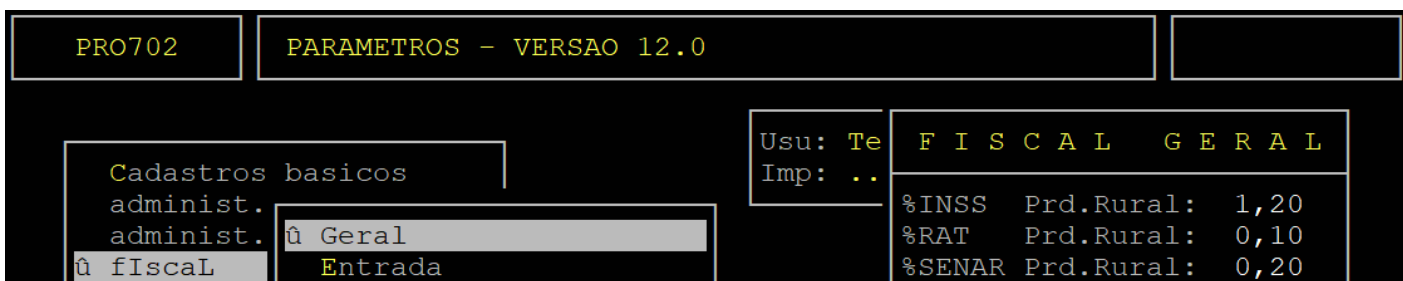 PRO702 PARAMETROS - VERSAO 12.0
Usu: Te F I S C A L G E R A L
Cadastros basicos Imp: ..
administ. %INSS Prd.Rural: 1,20
administ. û Geral %RAT Prd.Rural: 0,10
û fIscaL Entrada %SENAR Prd.Rural: 0,20